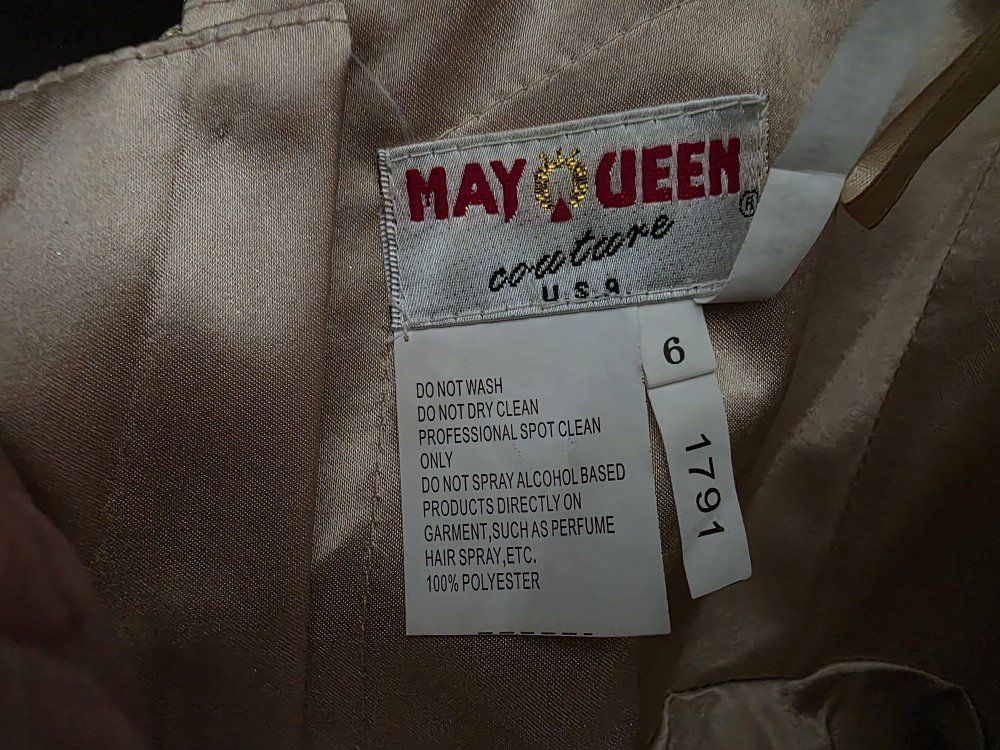 MAY QUEEN
®
couture
U.S.a.
6
1791
DO NOT WASH
DO NOT DRY CLEAN
PROFESSIONAL SPOT CLEAN
ONLY
DO NOT SPRAY ALCOHOL BASED
PRODUCTS DIRECTLY ON
GARMENT,SUCH AS PERFUME
HAIR SPRAY,ETC.
100% POLYESTER